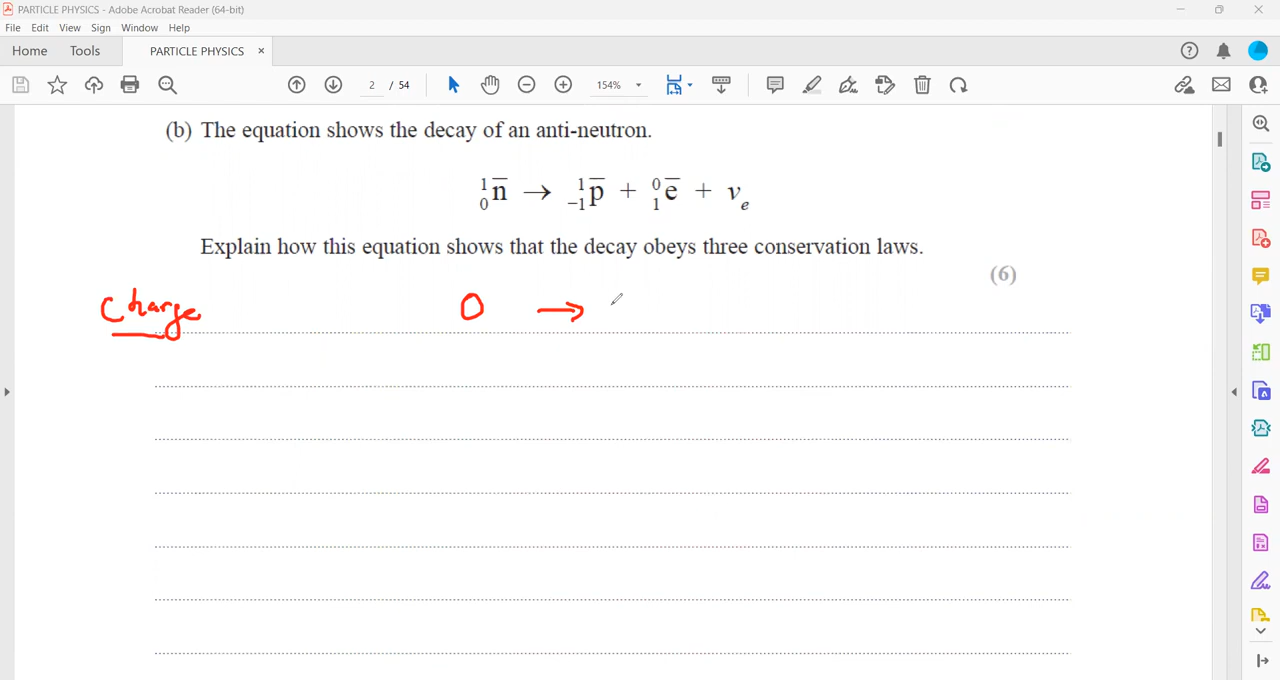 PARTICLE PHYSICS - Adobe Acrobat Reader (64-bit)
File Edit View Sign Window Help
Home Tools PARTICLE PHYSICS ×
2 / 54 154%
(b) The equation shows the decay of an anti-neutron.
¹₀n̅ → ¹₋₁p̅ + ⁰₁e̅ + νₑ
Explain how this equation shows that the decay obeys three conservation laws.
(6)
Charge 0 →